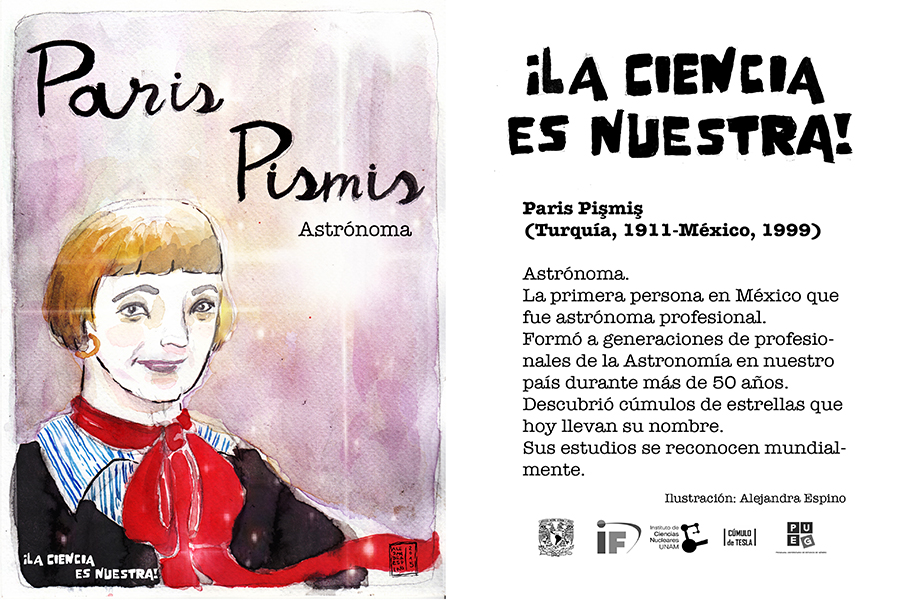 Paris
Pismis
Astrónoma
¡LA CIENCIA
ES NUESTRA!
¡LA CIENCIA
ES NUESTRA!
Paris Pişmiş
(Turquía, 1911-México, 1999)
Astrónoma.
La primera persona en México que
fue astrónoma profesional.
Formó a generaciones de profesio-
nales de la Astronomía en nuestro
país durante más de 50 años.
Descubrió cúmulos de estrellas que
hoy llevan su nombre.
Sus estudios se reconocen mundial-
mente.
Ilustración: Alejandra Espino
IF
Instituto de
Ciencias
Nucleares
UNAM
CÚMULO
de TESLA
PU
EG